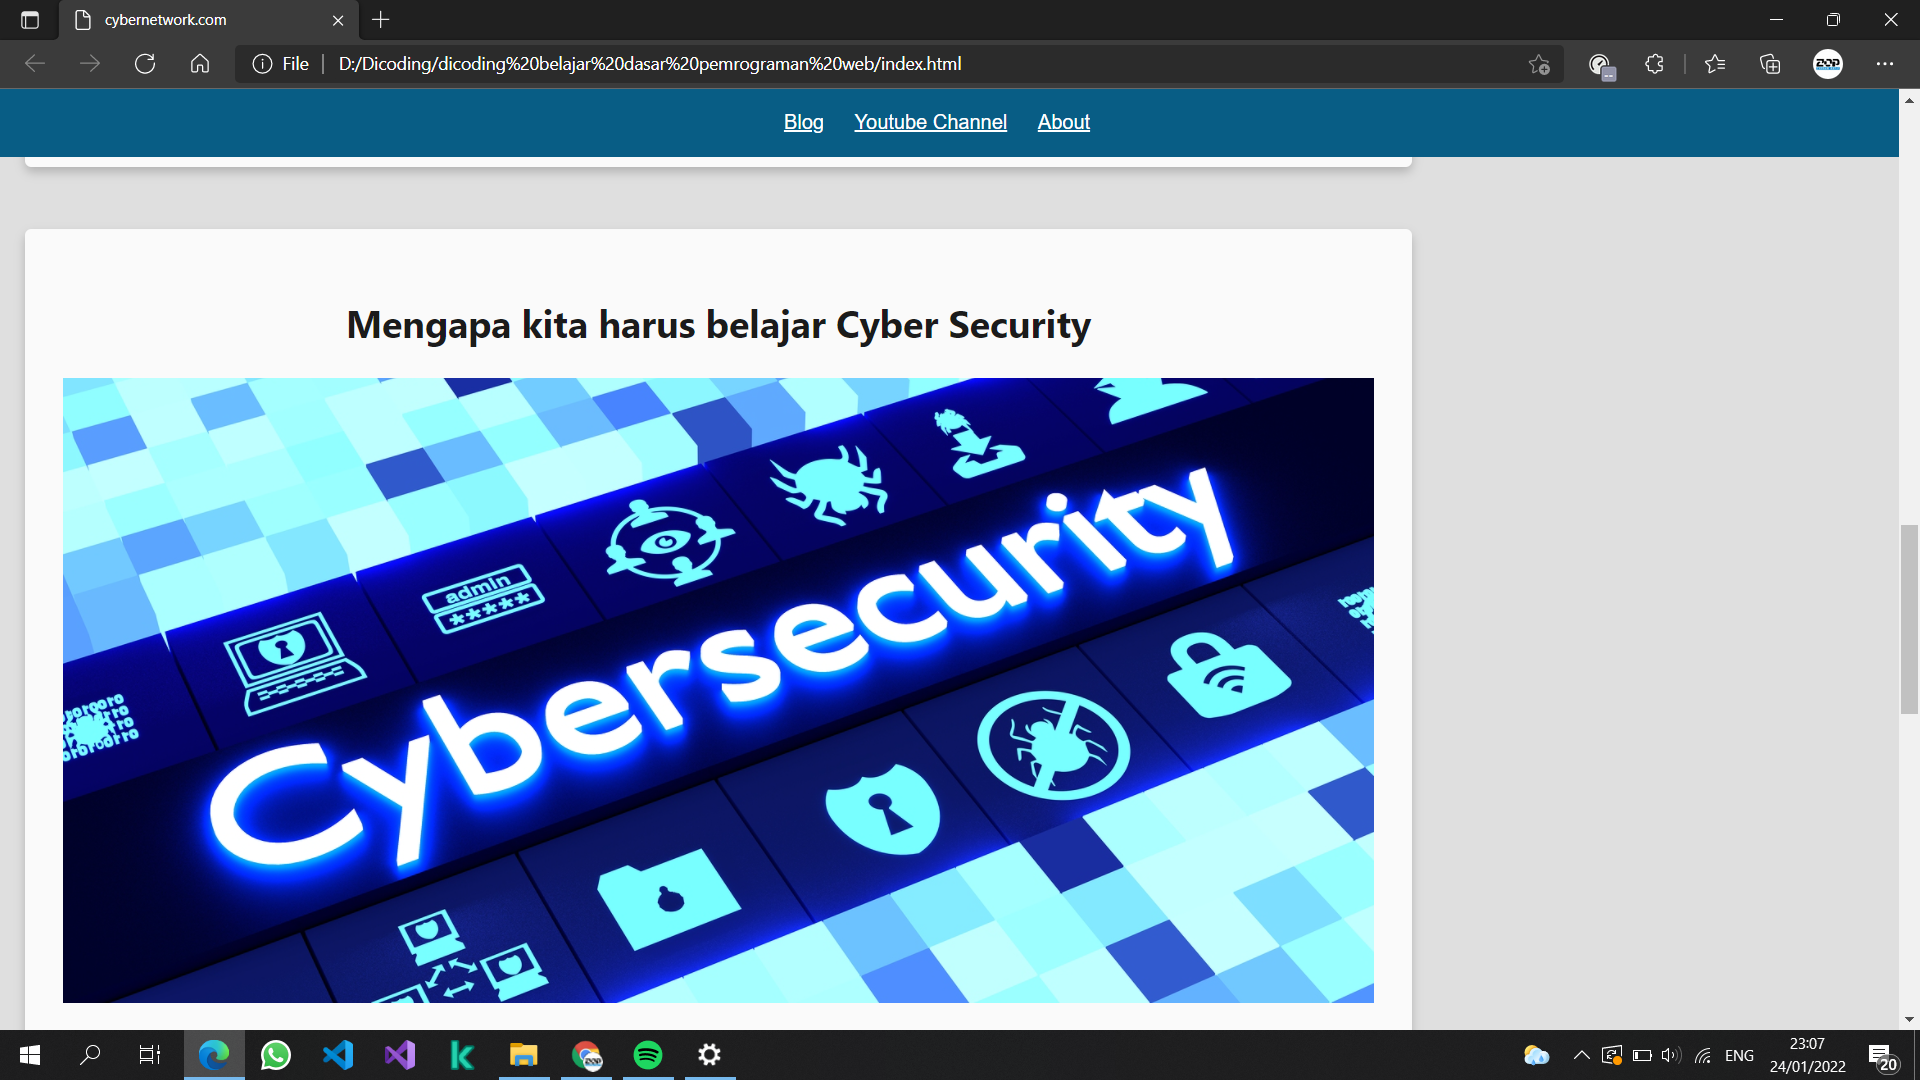 cybernetwork.com
File
D:/Dicoding/dicoding%20belajar%20dasar%20pemrograman%20web/index.html
Blog Youtube Channel About
Mengapa kita harus belajar Cyber Security
admin
*****
Cybersecurity
ENG
23:07
24/01/2022
20